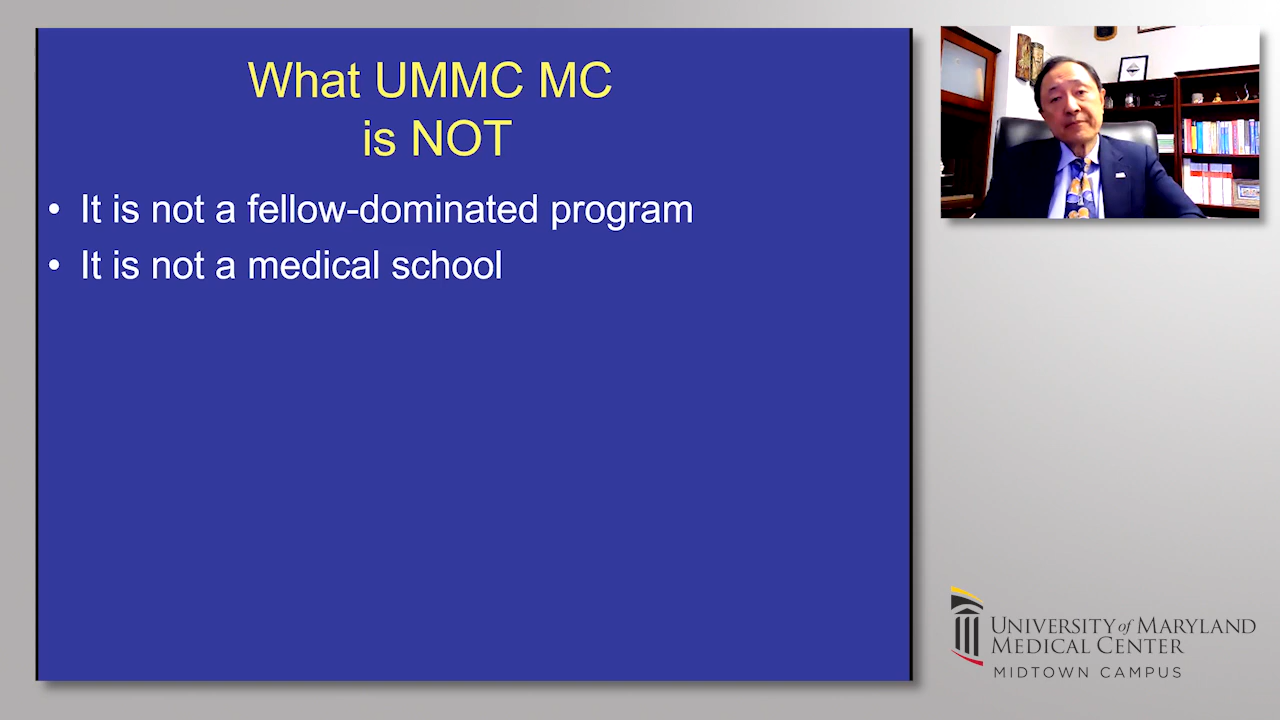 What UMMC MC
is NOT
• It is not a fellow-dominated program
• It is not a medical school
UNIVERSITY of MARYLAND
MEDICAL CENTER
MIDTOWN CAMPUS